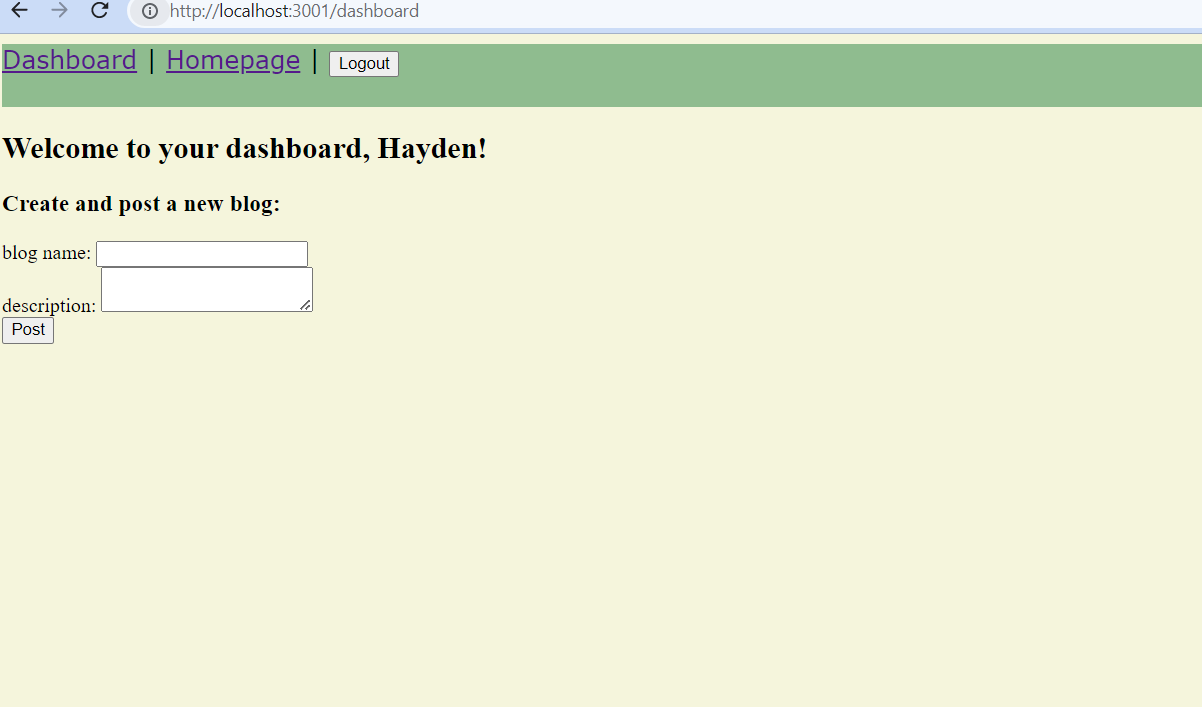 http://localhost:3001/dashboard
Dashboard | Homepage | Logout
Welcome to your dashboard, Hayden!
Create and post a new blog:
blog name:
description:
Post